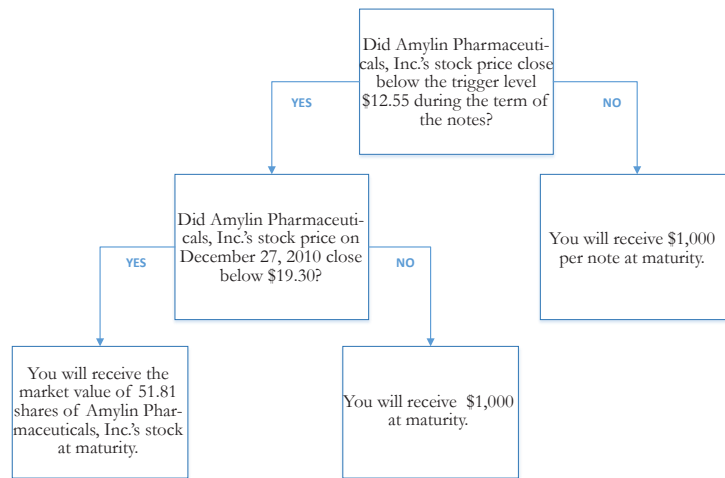 Did Amylin Pharmaceuti-
cals, Inc.'s stock price close
below the trigger level
$12.55 during the term of
the notes?
YES
NO
Did Amylin Pharmaceuti-
cals, Inc.'s stock price on
December 27, 2010 close
below $19.30?
You will receive $1,000
per note at maturity.
YES
NO
You will receive the
market value of 51.81
shares of Amylin Phar-
maceuticals, Inc.'s stock
at maturity.
You will receive $1,000
at maturity.